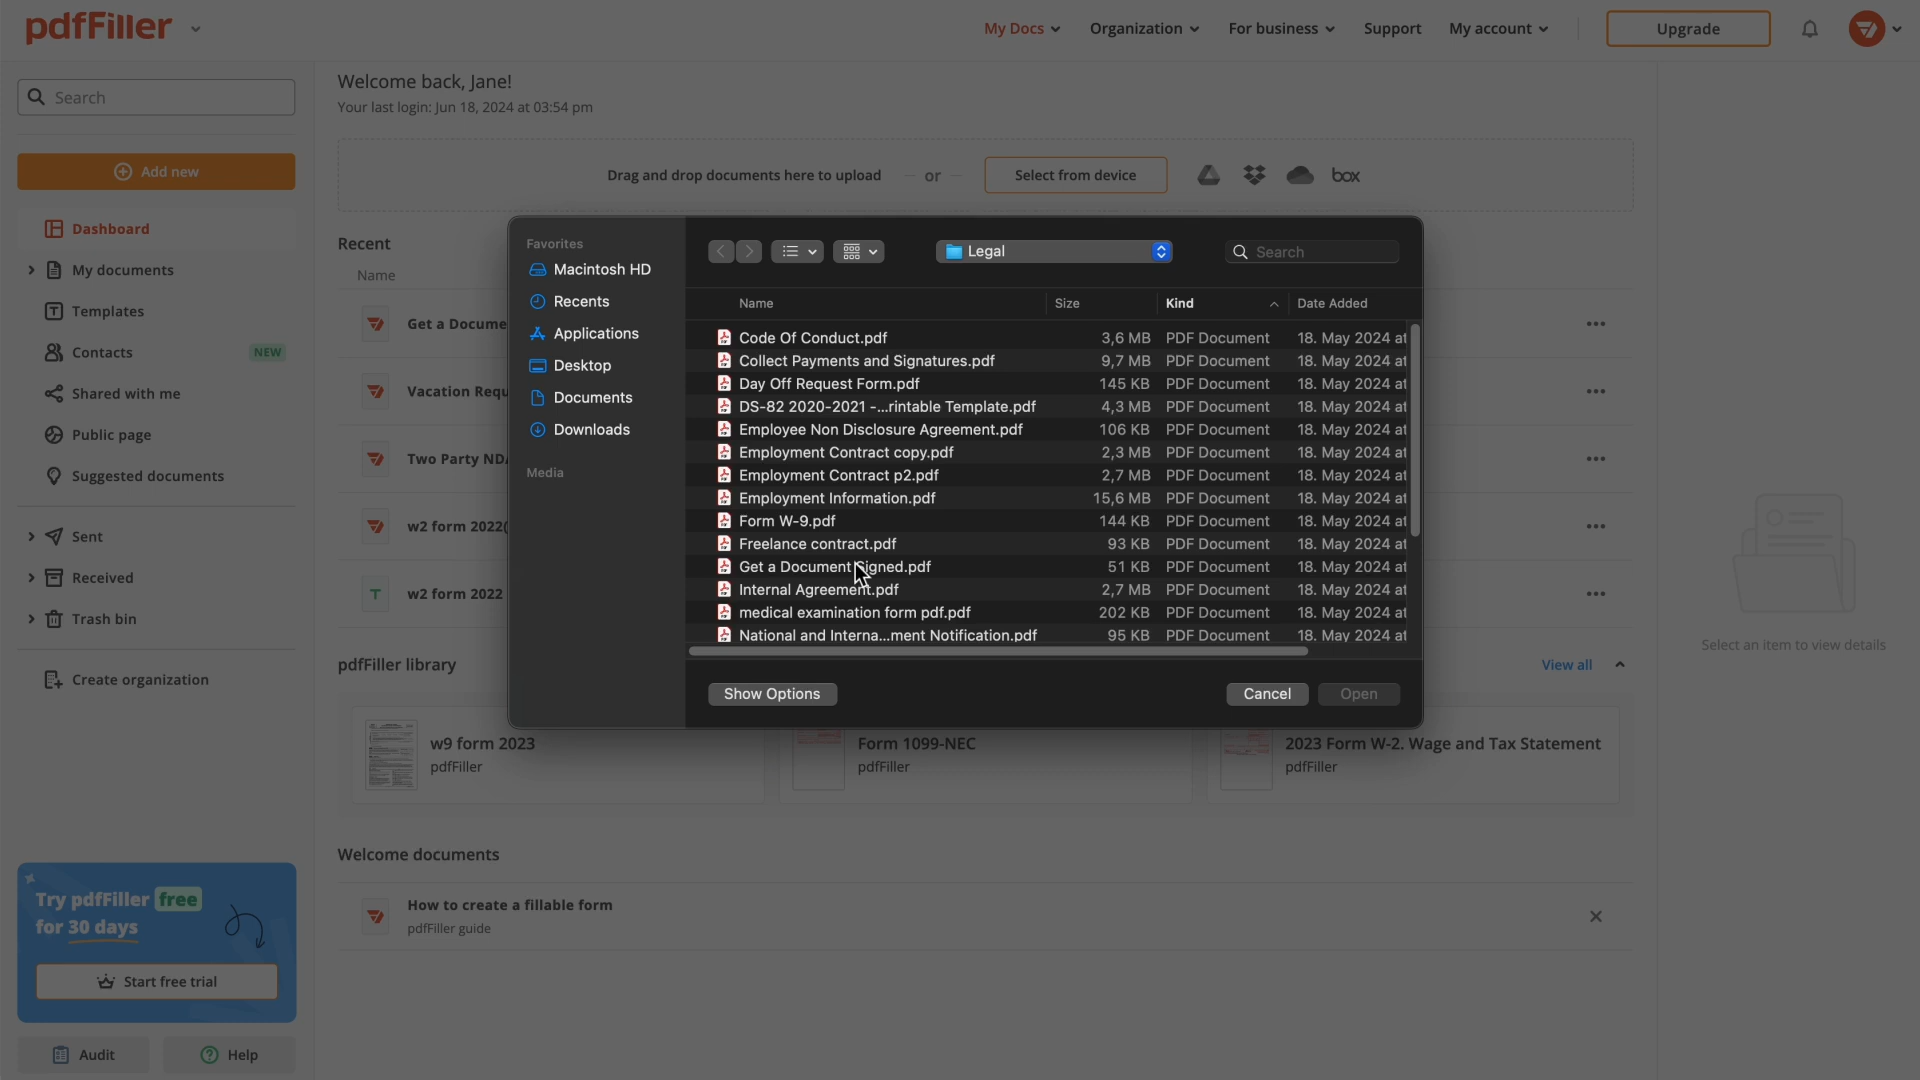 pdfFiller
My Docs
Organization
For business
Support
My account
Upgrade
Search
Welcome back, Jane!
Your last login: Jun 18, 2024 at 03:54 pm
Add new
Drag and drop documents here to upload
or
Select from device
box
Dashboard
My documents
Templates
Contacts NEW
Shared with me
Public page
Suggested documents
Sent
Received
Trash bin
Create organization
Recent
Name
Get a Docume
Vacation Requ
Two Party ND
w2 form 2022(
w2 form 2022
Favorites
Macintosh HD
Recents
Applications
Desktop
Documents
Downloads
Media
Legal
Search
Name Size Kind Date Added
Code Of Conduct.pdf 3,6 MB PDF Document 18. May 2024 at
Collect Payments and Signatures.pdf 9,7 MB PDF Document 18. May 2024 at
Day Off Request Form.pdf 145 KB PDF Document 18. May 2024 at
DS-82 2020-2021 -...rintable Template.pdf 4,3 MB PDF Document 18. May 2024 at
Employee Non Disclosure Agreement.pdf 106 KB PDF Document 18. May 2024 at
Employment Contract copy.pdf 2,3 MB PDF Document 18. May 2024 at
Employment Contract p2.pdf 2,7 MB PDF Document 18. May 2024 at
Employment Information.pdf 15,6 MB PDF Document 18. May 2024 at
Form W-9.pdf 144 KB PDF Document 18. May 2024 at
Freelance contract.pdf 93 KB PDF Document 18. May 2024 at
Get a Document Signed.pdf 51 KB PDF Document 18. May 2024 at
Internal Agreement.pdf 2,7 MB PDF Document 18. May 2024 at
medical examination form pdf.pdf 202 KB PDF Document 18. May 2024 at
National and Interna...ment Notification.pdf 95 KB PDF Document 18. May 2024 at
Show Options
Cancel
Open
Select an item to view details
pdfFiller library
View all
w9 form 2023
pdfFiller
Form 1099-NEC
pdfFiller
2023 Form W-2. Wage and Tax Statement
pdfFiller
Welcome documents
How to create a fillable form
pdfFiller guide
Try pdfFiller free
for 30 days
Start free trial
Audit
Help